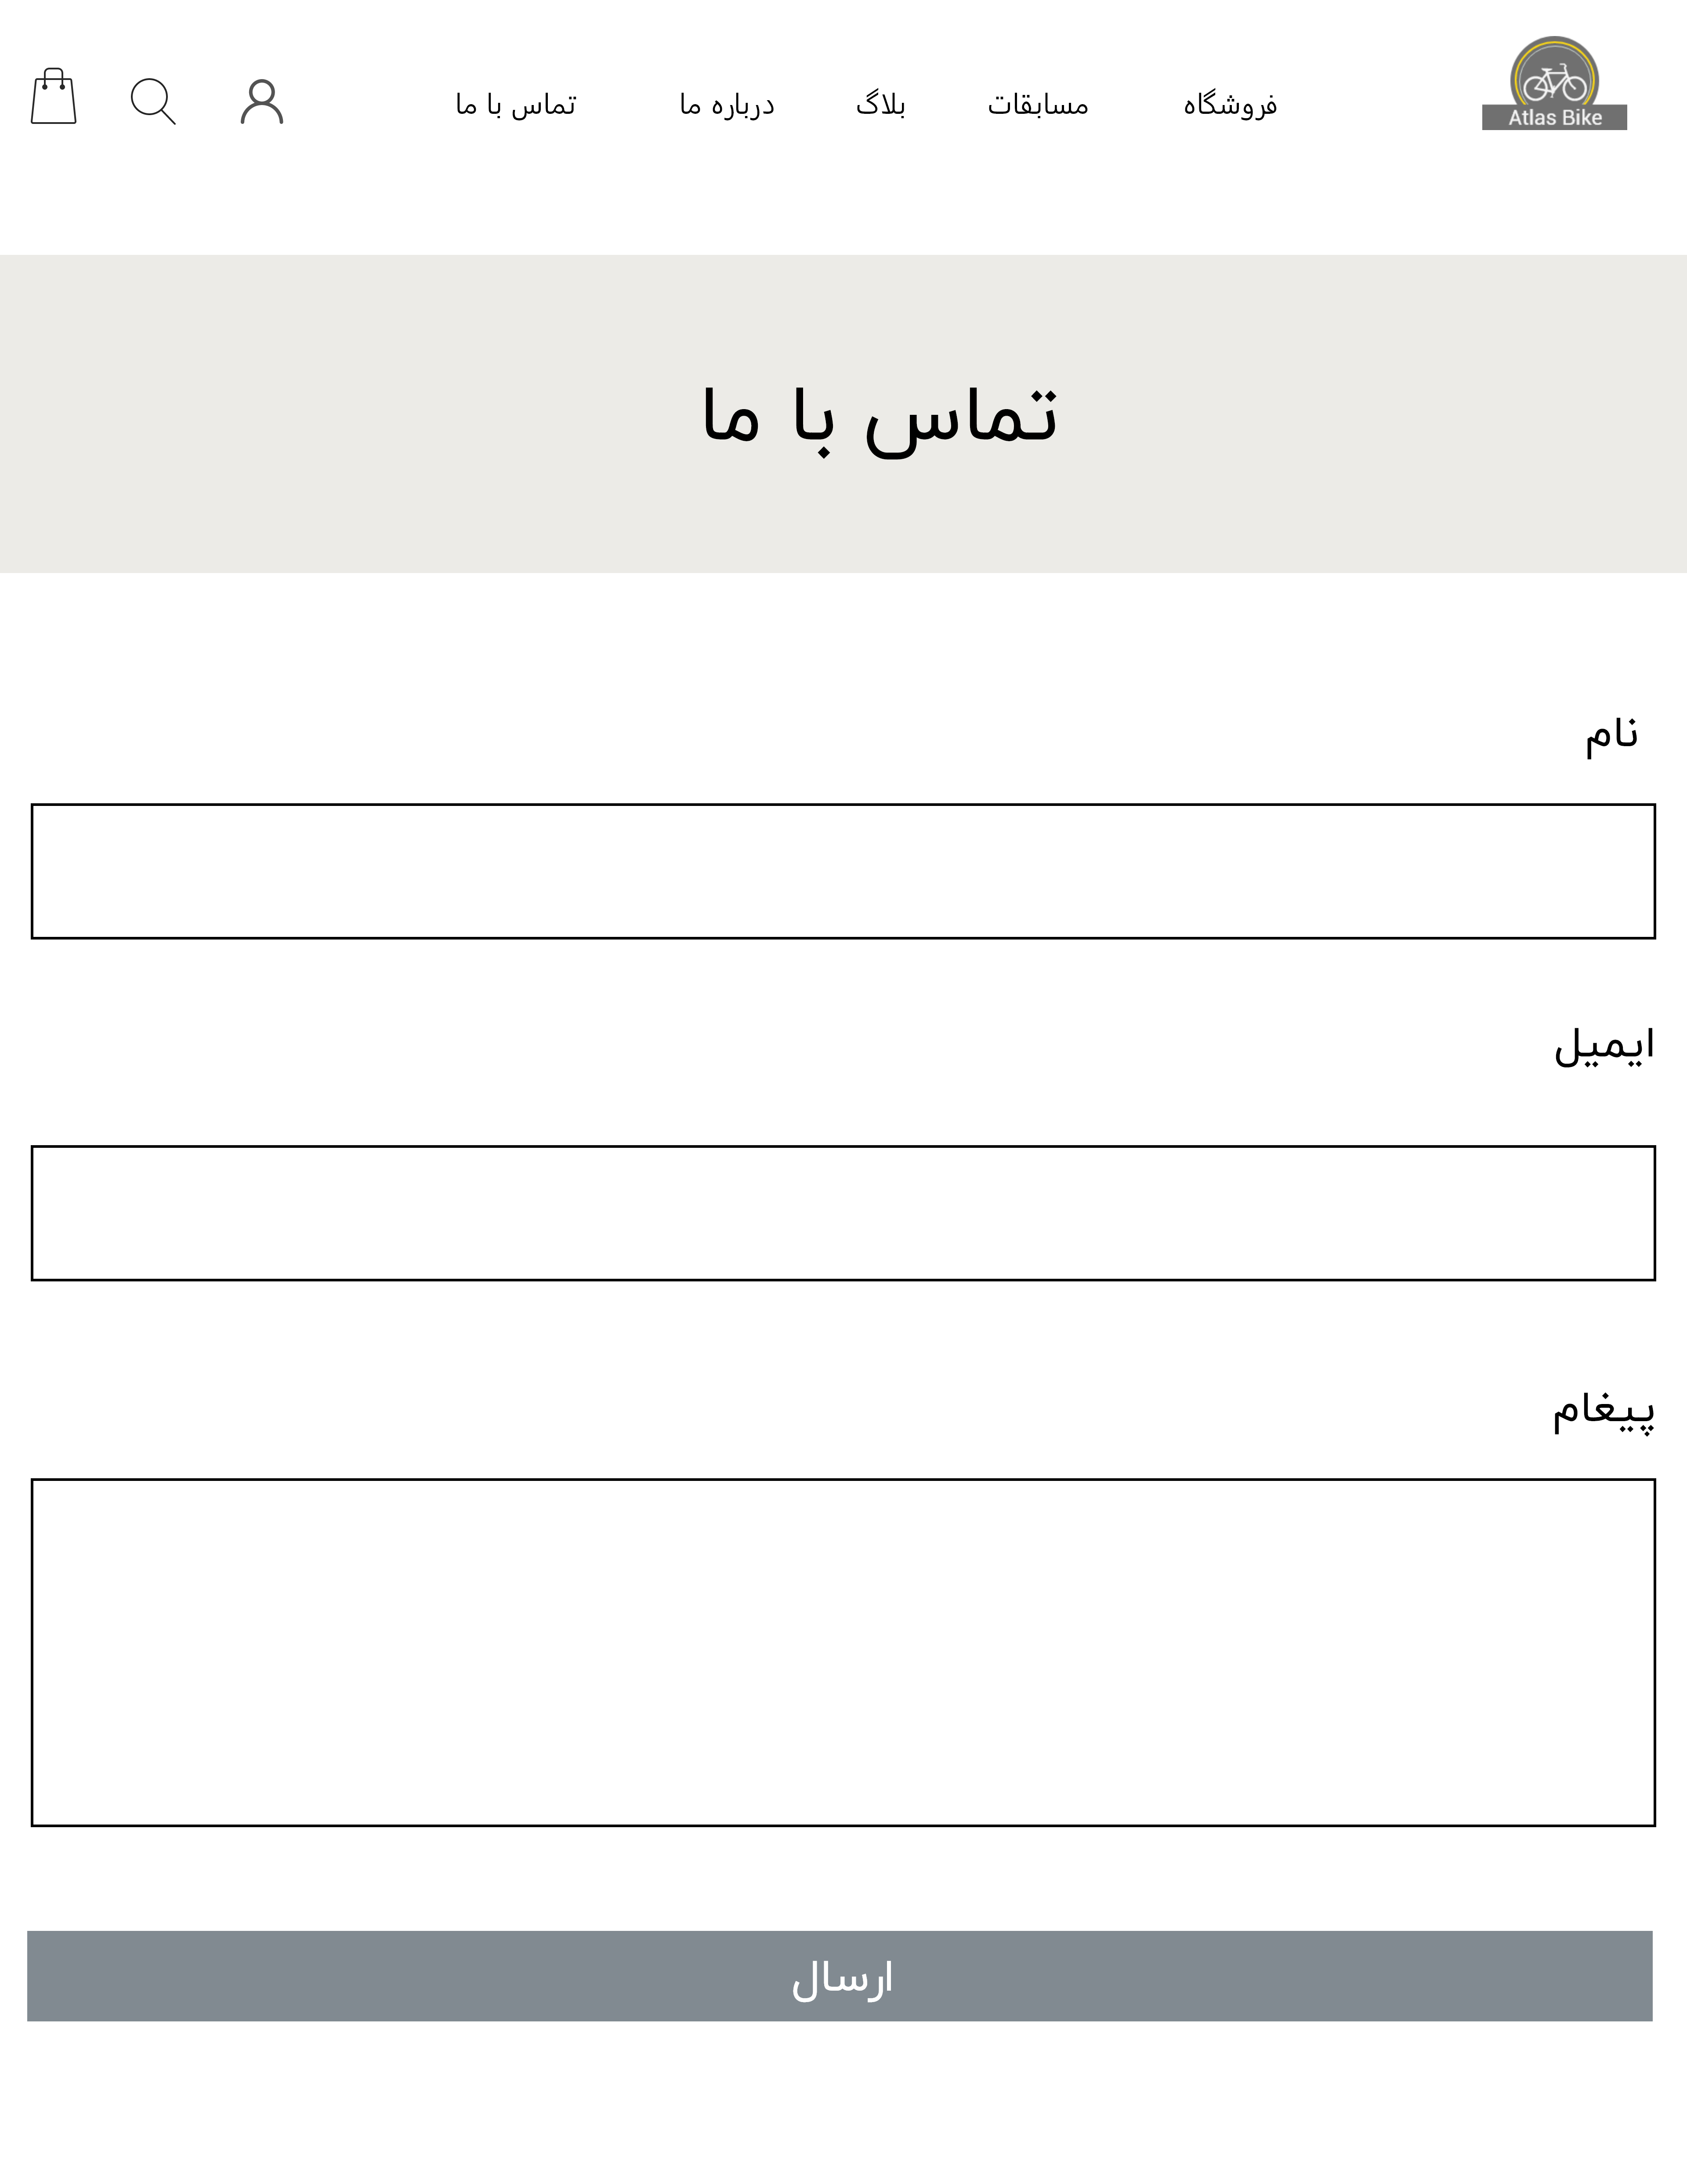 Atlas Bike
فروشگاه
مسابقات
بلاگ
درباره ما
تماس با ما
تماس با ما
نام
ایمیل
پیغام
ارسال